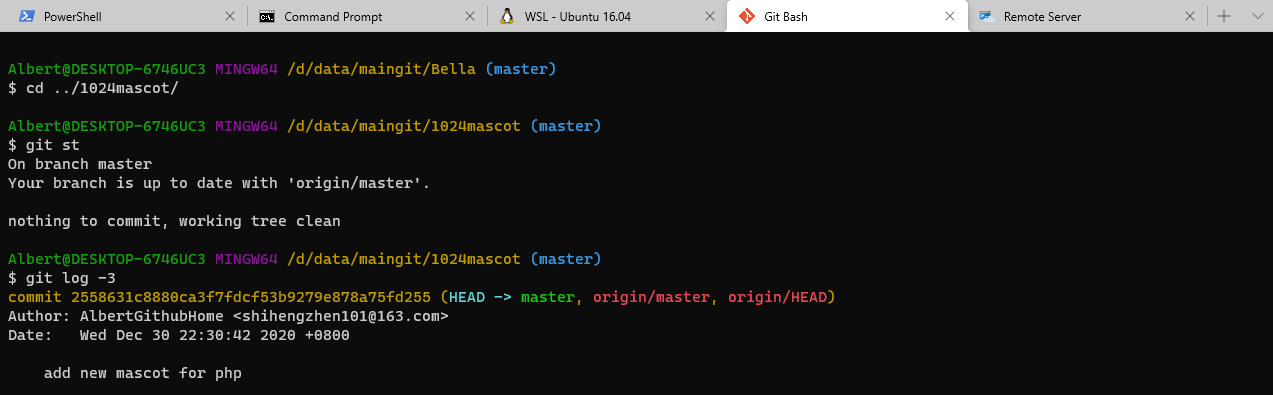 PowerShell
Command Prompt
WSL - Ubuntu 16.04
Git Bash
Remote Server
Albert@DESKTOP-6746UC3 MINGW64 /d/data/maingit/Bella (master)
$ cd ../1024mascot/
Albert@DESKTOP-6746UC3 MINGW64 /d/data/maingit/1024mascot (master)
$ git st
On branch master
Your branch is up to date with 'origin/master'.
nothing to commit, working tree clean
Albert@DESKTOP-6746UC3 MINGW64 /d/data/maingit/1024mascot (master)
$ git log -3
commit 2558631c8880ca3f7fdcf53b9279e878a75fd255 (HEAD -> master, origin/master, origin/HEAD)
Author: AlbertGithubHome <shihengzhen101@163.com>
Date:   Wed Dec 30 22:30:42 2020 +0800
    add new mascot for php